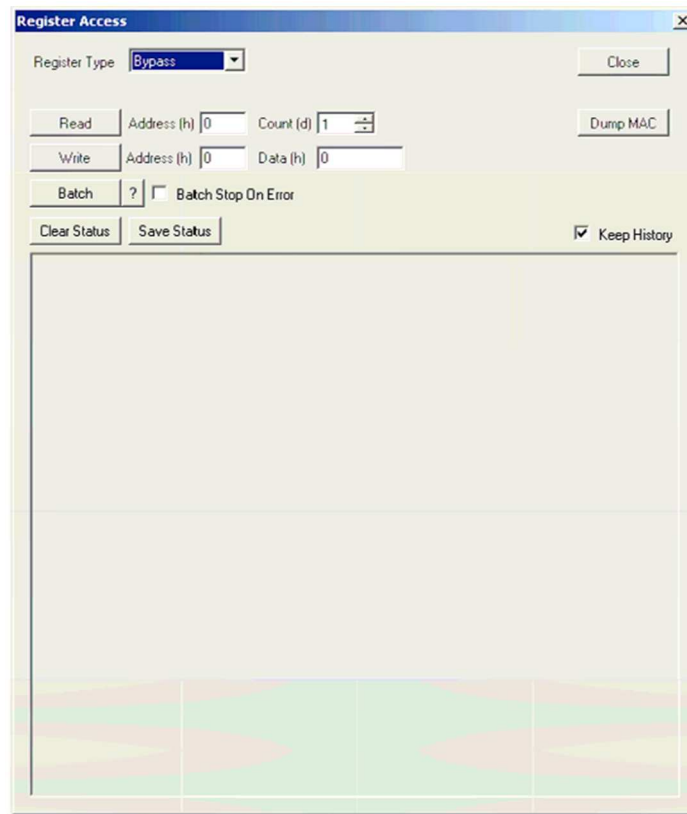 Register Access
Register Type Bypass Close
Read Address (h) 0 Count (d) 1 Dump MAC
Write Address (h) 0 Data (h) 0
Batch ? Batch Stop On Error
Clear Status Save Status Keep History